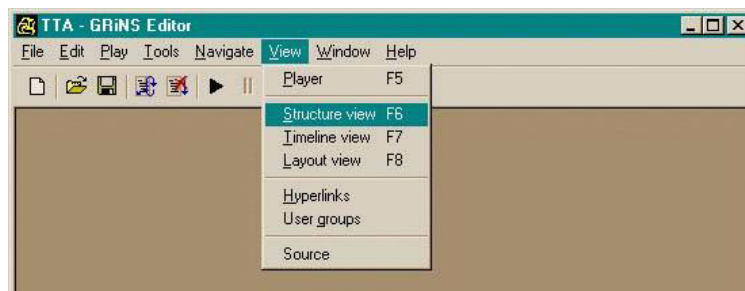 TTA - GRiNS Editor
File Edit Play Tools Navigate View Window Help
Player F5
Structure view F6
Timeline view F7
Layout view F8
Hyperlinks
User groups
Source